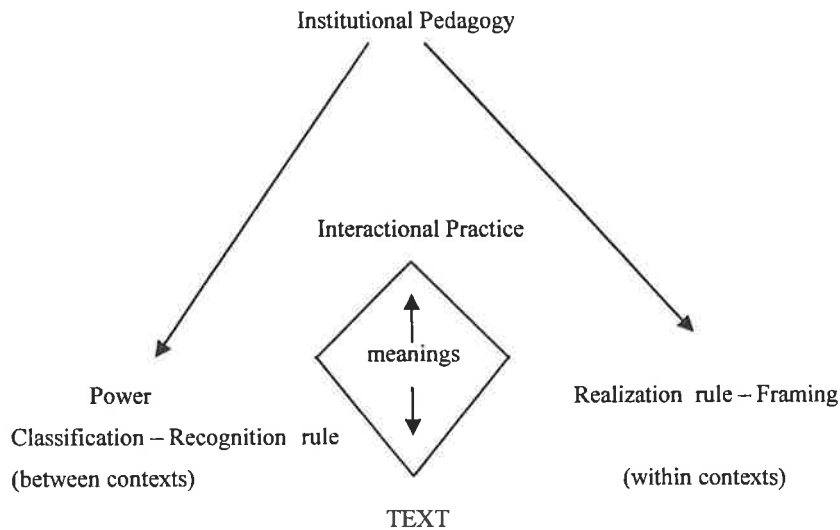 Institutional Pedagogy
Interactional Practice
meanings
Power
Classification – Recognition rule
(between contexts)
Realization rule – Framing
(within contexts)
TEXT